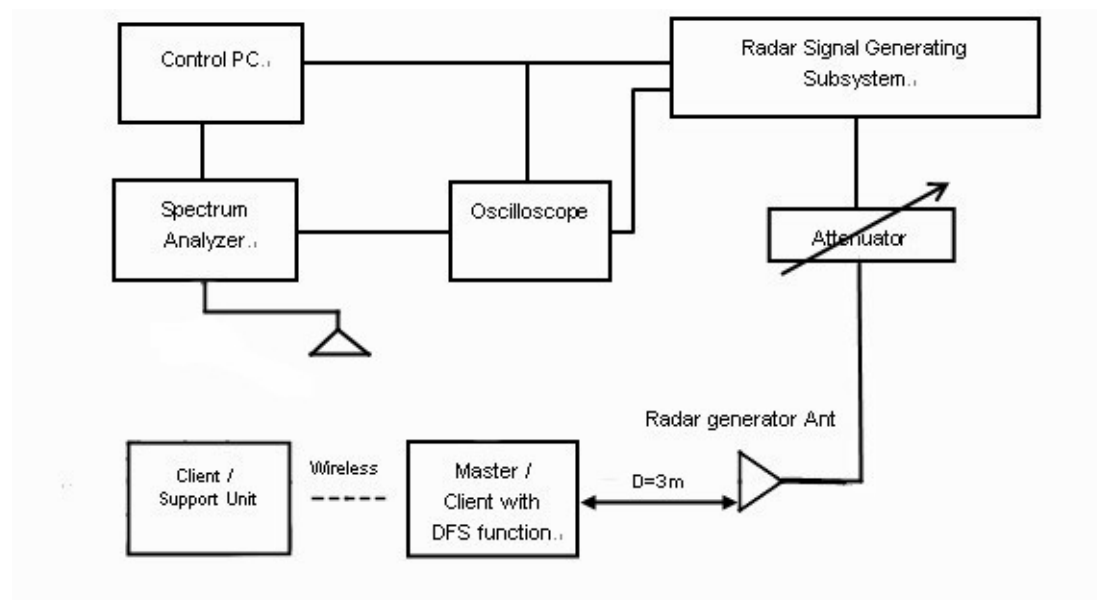 Control PC.
Radar Signal Generating
Subsystem.
Spectrum
Analyzer.
Oscilloscope
Attenuator
Radar generator Ant
Client /
Support Unit
Wireless
Master /
Client with
DFS function.
D=3m